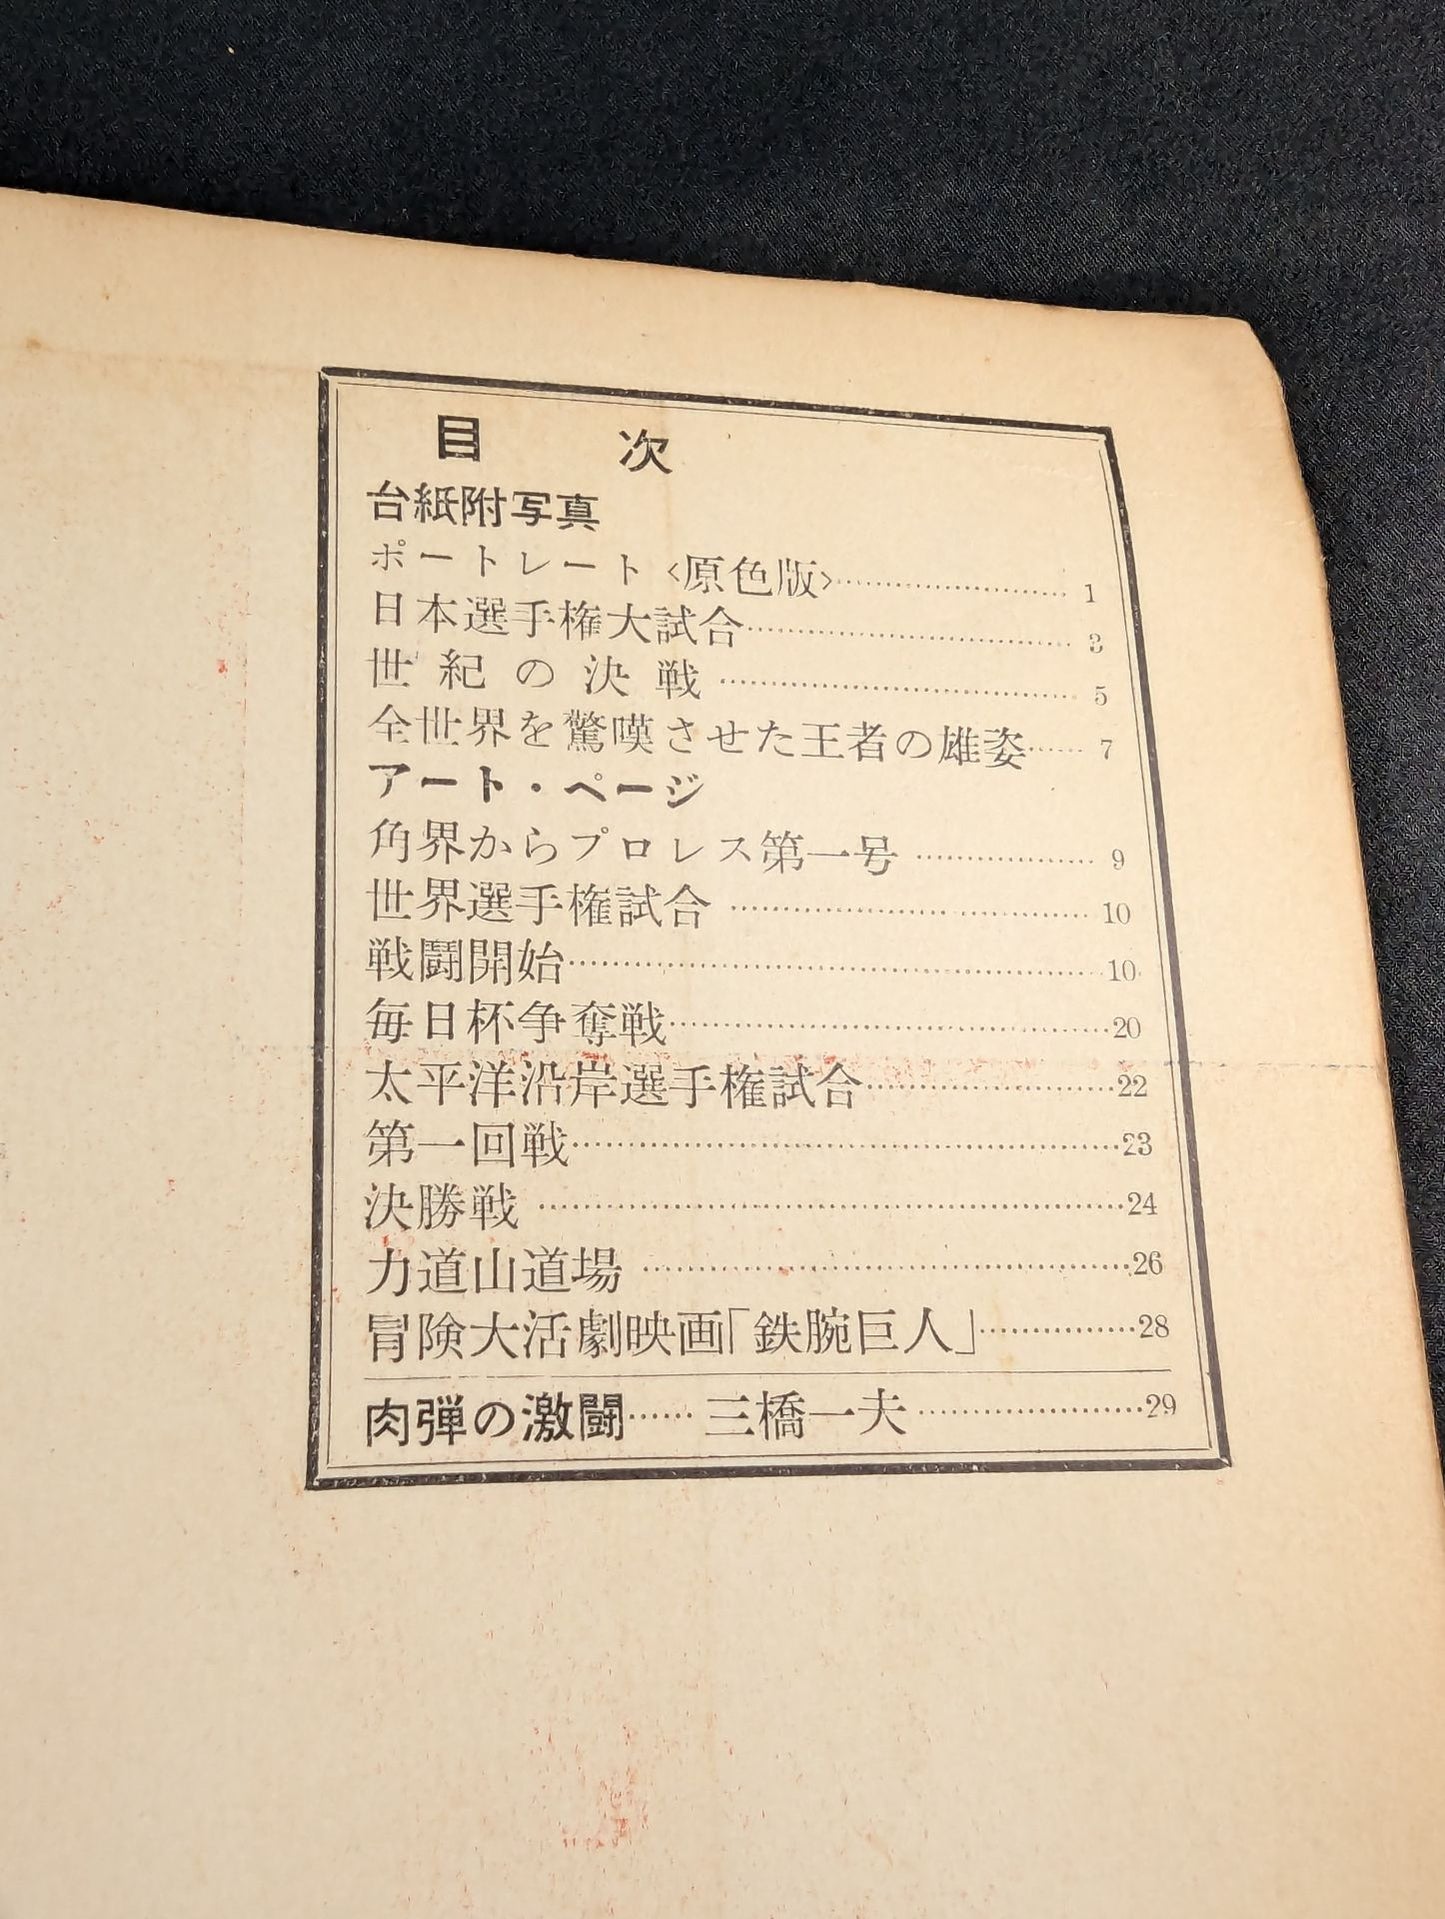 目 次
台紙附写真
ポートレート〈原色版〉……………………1
日本選手権大試合……………………………3
世紀の決戦……………………………………5
全世界を驚嘆させた王者の雄姿……7
アート・ページ
角界からプロレス第一号………………9
世界選手権試合………………………………10
戦闘開始………………………………………………10
毎日杯争奪戦……………………………………20
太平洋沿岸選手権試合……………………22
第一回戦………………………………………………23
決勝戦…………………………………………………24
力道山道場…………………………………………26
冒険大活劇映画「鉄腕巨人」……………28
肉弾の激闘……三橋一夫…………………29